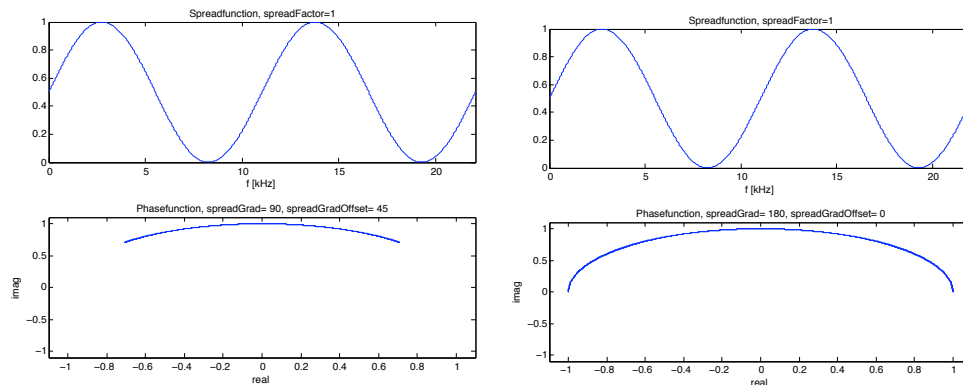 Spreadfunction, spreadFactor=1
1
0.8
0.6
0.4
0.2
0
0 5 10 15 20
f [kHz]
Phasefunction, spreadGrad= 90, spreadGradOffset= 45
1
0.5
0
−0.5
−1
imag
−1 −0.8 −0.6 −0.4 −0.2 0 0.2 0.4 0.6 0.8 1
real
Spreadfunction, spreadFactor=1
1
0.8
0.6
0.4
0.2
0
0 5 10 15 20
f [kHz]
Phasefunction, spreadGrad= 180, spreadGradOffset= 0
1
0.5
0
−0.5
−1
imag
−1 −0.8 −0.6 −0.4 −0.2 0 0.2 0.4 0.6 0.8 1
real